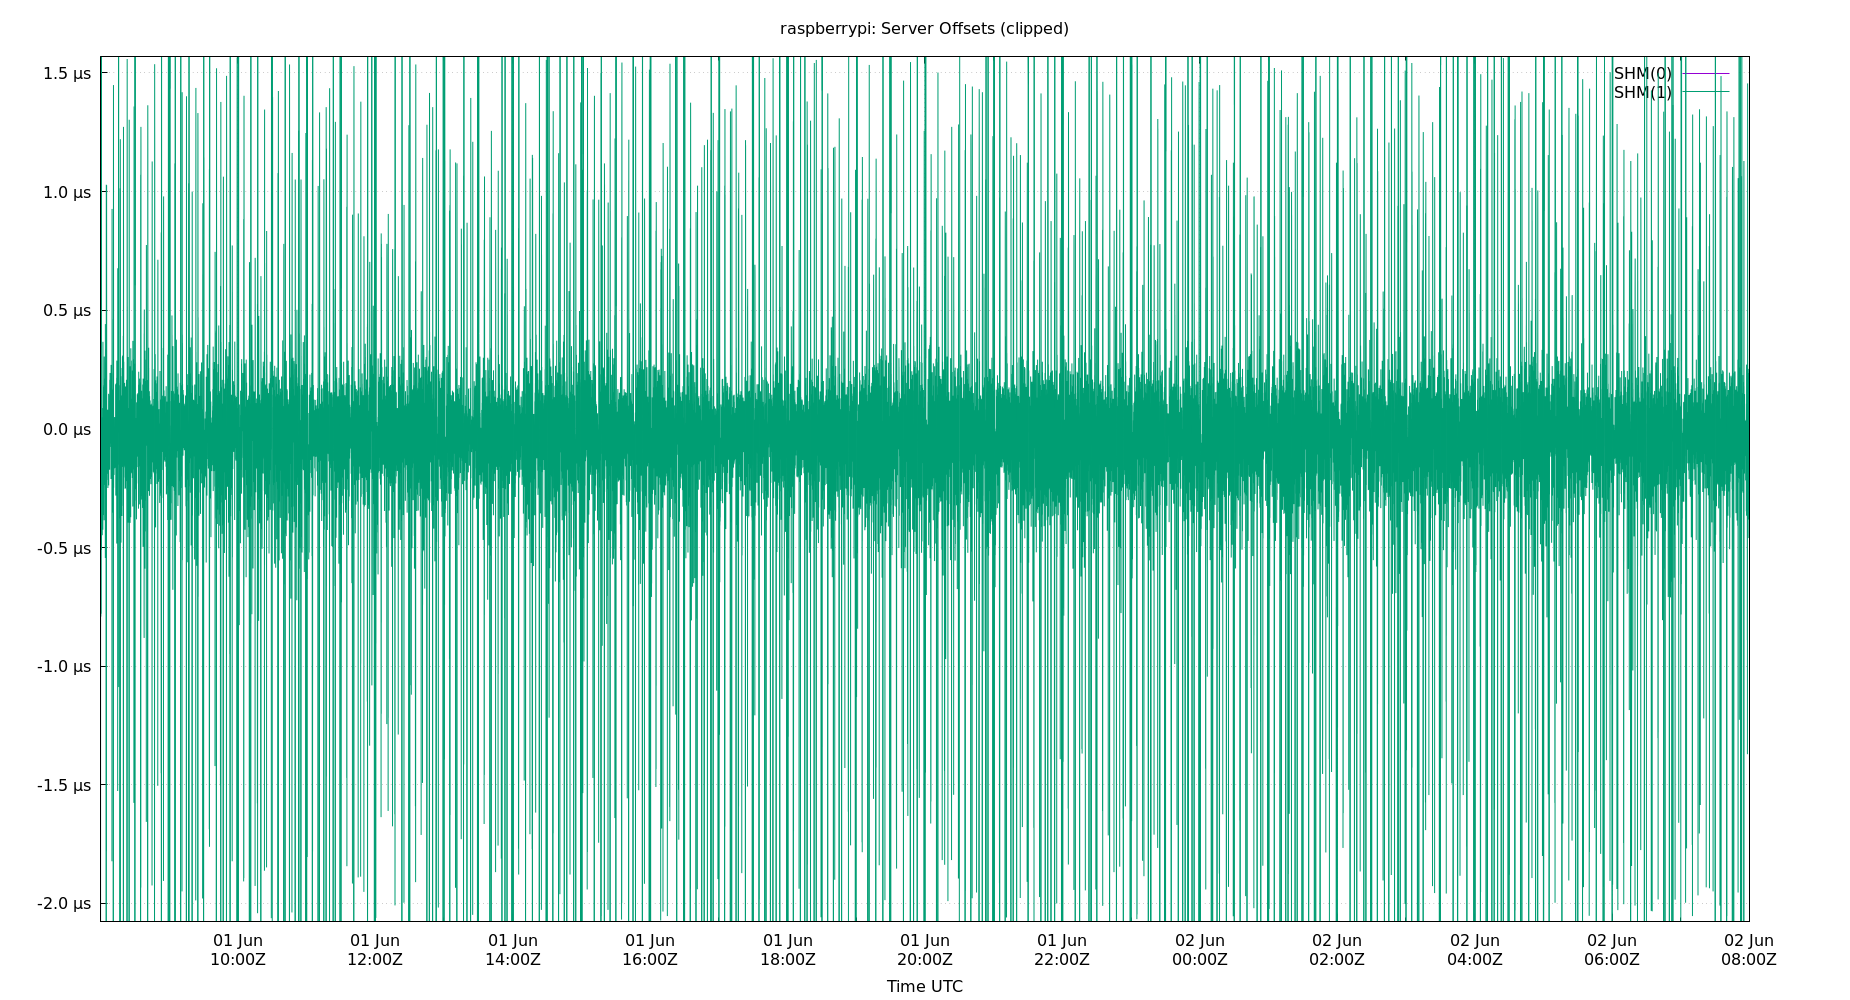 raspberrypi: Server Offsets (clipped)
1.5 µs
1.0 µs
0.5 µs
0.0 µs
-0.5 µs
-1.0 µs
-1.5 µs
-2.0 µs
SHM(0)
SHM(1)
01 Jun 01 Jun 01 Jun 01 Jun 01 Jun 01 Jun 01 Jun 02 Jun 02 Jun 02 Jun 02 Jun 02 Jun
10:00Z 12:00Z 14:00Z 16:00Z 18:00Z 20:00Z 22:00Z 00:00Z 02:00Z 04:00Z 06:00Z 08:00Z
Time UTC